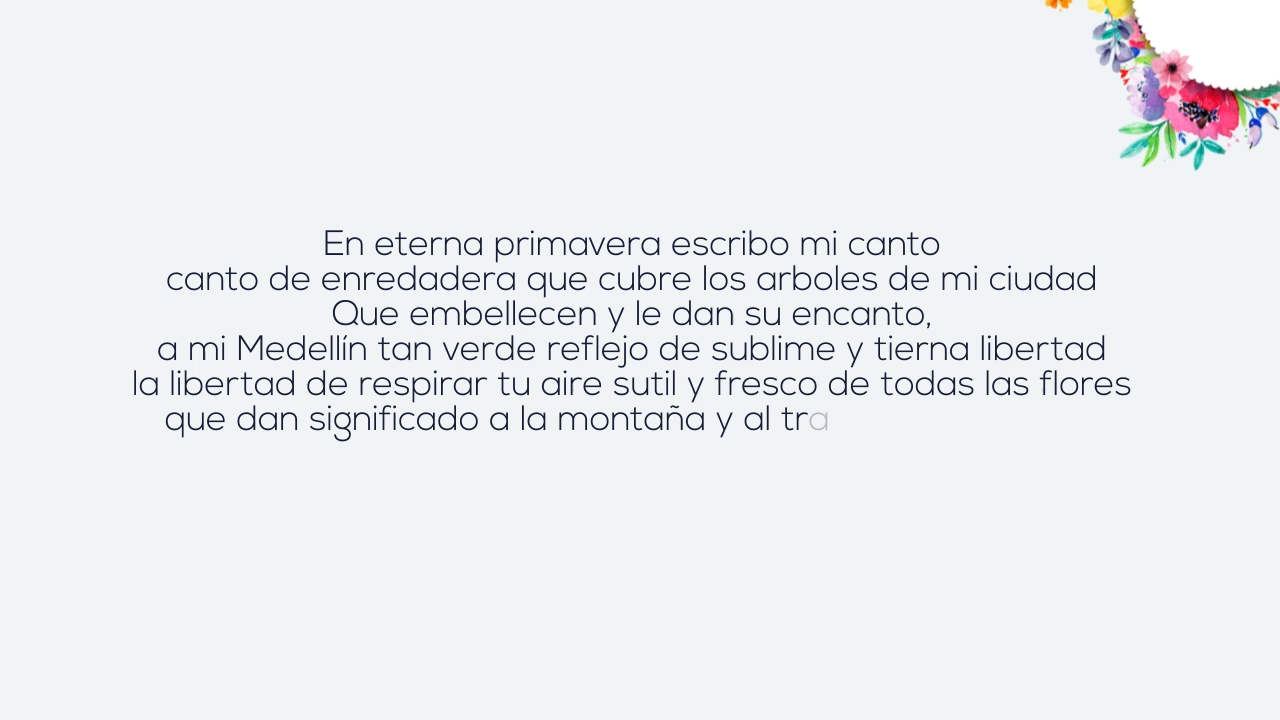 En eterna primavera escribo mi canto
canto de enredadera que cubre los arboles de mi ciudad
Que embellecen y le dan su encanto,
a mi Medellín tan verde reflejo de sublime y tierna libertad
la libertad de respirar tu aire sutil y fresco de todas las flores
que dan significado a la montaña y al tra